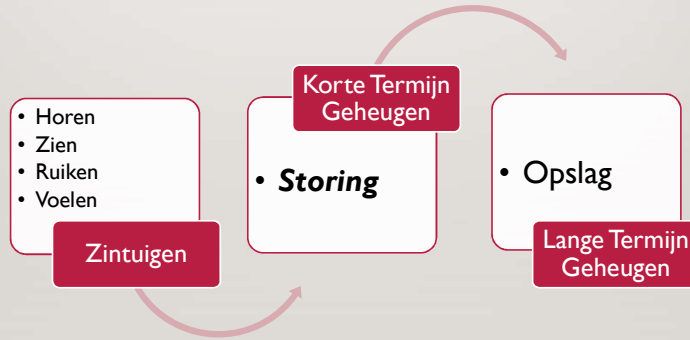 • Horen
• Zien
• Ruiken
• Voelen
Zintuigen
Korte Termijn
Geheugen
• Storing
• Opslag
Lange Termijn
Geheugen